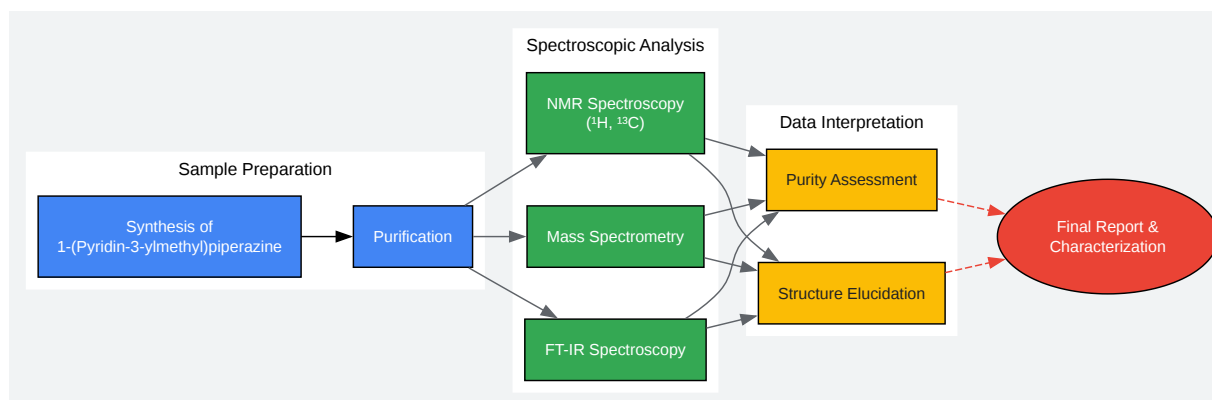 Sample Preparation
Synthesis of
1-(Pyridin-3-ylmethyl)piperazine
Purification
Spectroscopic Analysis
NMR Spectroscopy
(¹H, ¹³C)
Mass Spectrometry
FT-IR Spectroscopy
Data Interpretation
Purity Assessment
Structure Elucidation
Final Report &
Characterization